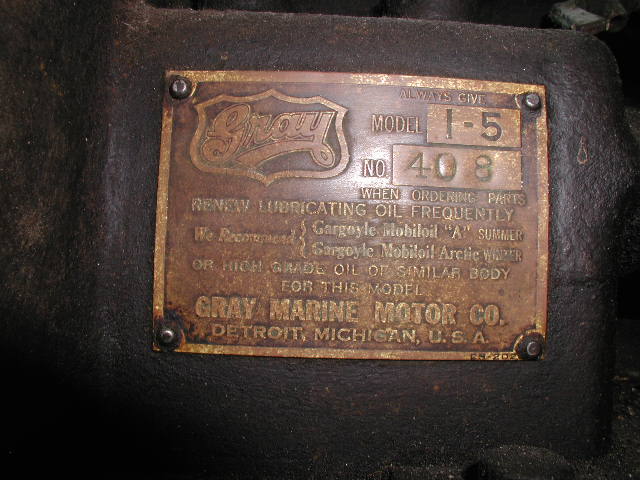 Gray
ALWAYS GIVE
MODEL 1-5
NO 408
WHEN ORDERING PARTS
RENEW LUBRICATING OIL FREQUENTLY
We Recommend { Gargoyle Mobiloil "A" SUMMER
Gargoyle Mobiloil Arctic WINTER
OR HIGH GRADE OIL OF SIMILAR BODY
FOR THIS MODEL
GRAY MARINE MOTOR CO.
DETROIT, MICHIGAN, U.S.A.